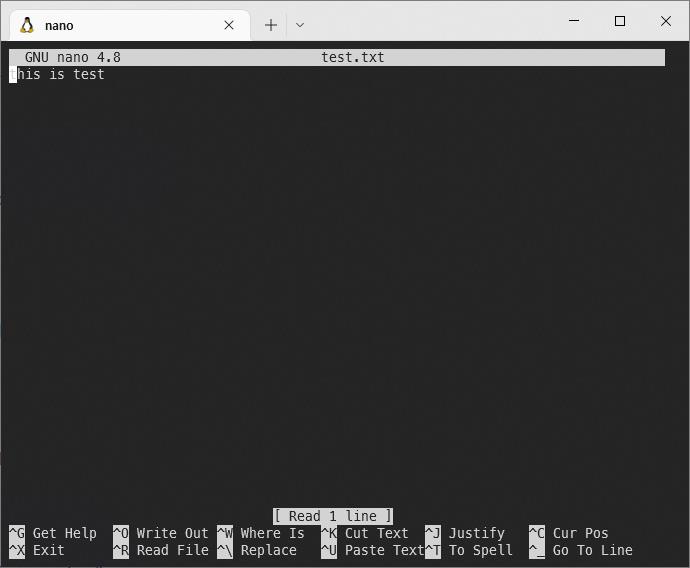 nano
GNU nano 4.8 test.txt
this is test
[ Read 1 line ]
^G Get Help ^O Write Out ^W Where Is ^K Cut Text ^J Justify ^C Cur Pos
^X Exit ^R Read File ^\ Replace ^U Paste Text ^T To Spell ^_ Go To Line